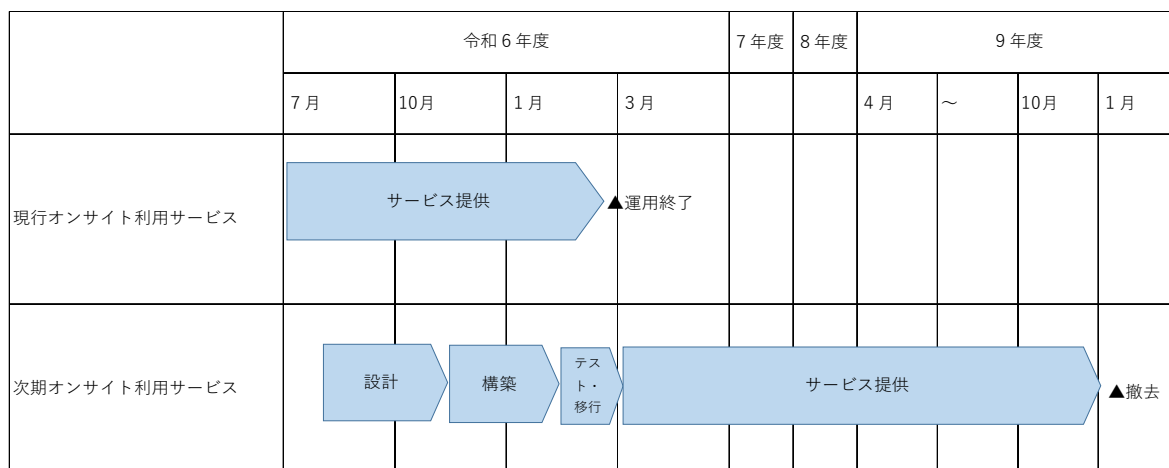 令和６年度 ７年度 ８年度 ９年度
７月 10月 １月 ３月 ４月 ～ 10月 １月
現行オンサイト利用サービス
サービス提供
▲運用終了
次期オンサイト利用サービス
設計
構築
テス
ト・
移行
サービス提供
▲撤去